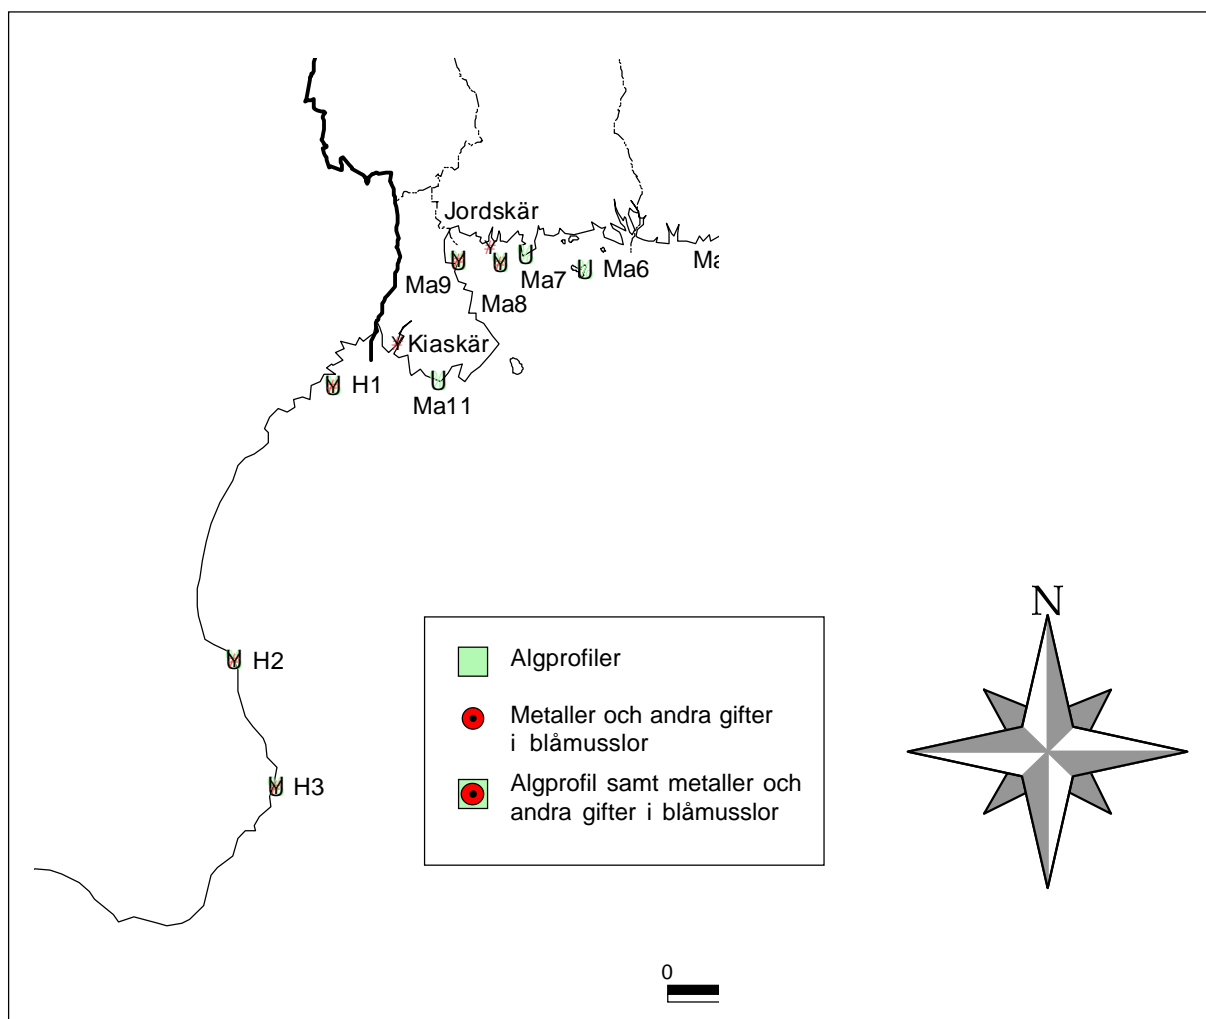 Jordskär
Ma9
Ma8
Ma7
Ma6
Ma
Kiaskär
H1
Ma11
N
H2
H3
Algprofiler
Metaller och andra gifter
i blåmusslor
Algprofil samt metaller och
andra gifter i blåmusslor
0